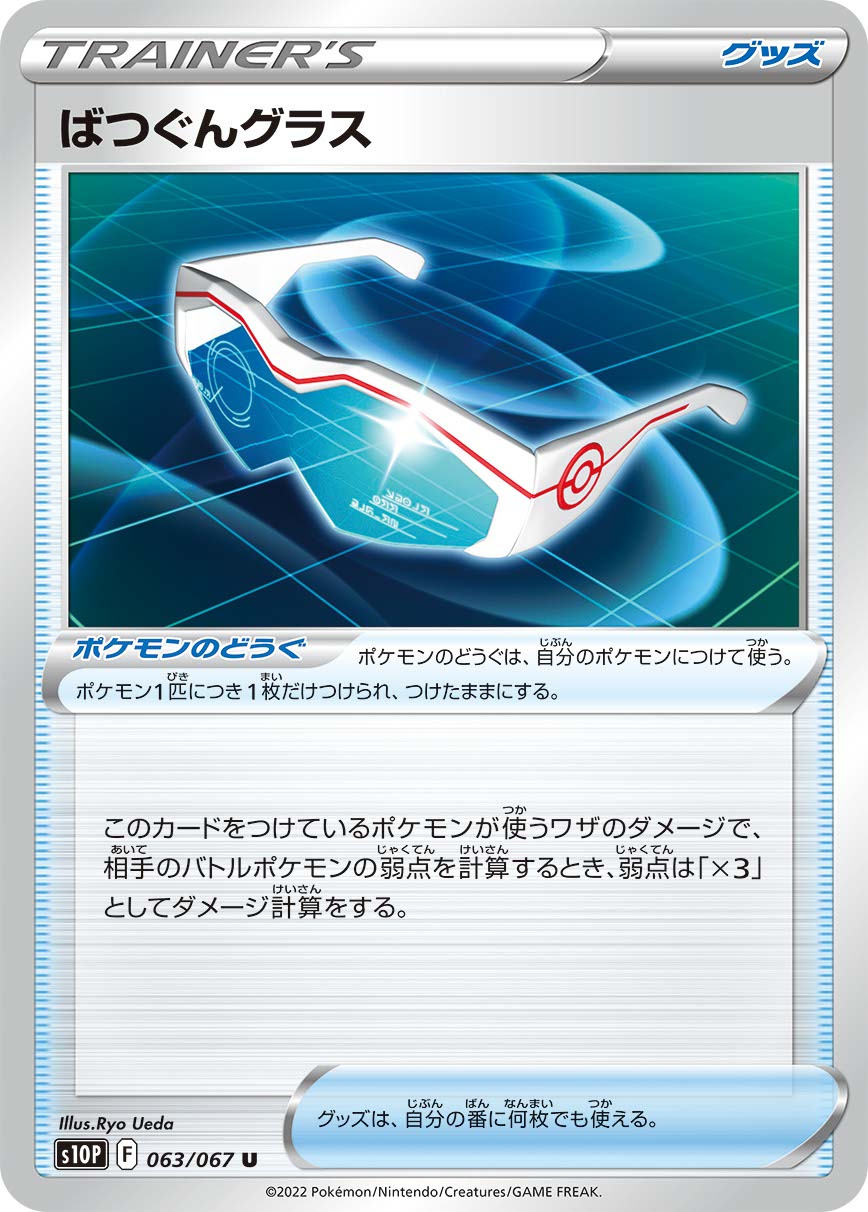 TRAINER'S
グッズ
ばつぐんグラス
ポケモンのどうぐ
ポケモンのどうぐは、自分のポケモンにつけて使う。
ポケモン1匹につき1枚だけつけられ、つけたままにする。
このカードをつけているポケモンが使うワザのダメージで、
相手のバトルポケモンの弱点を計算するとき、弱点は「×3」
としてダメージ計算をする。
Illus.Ryo Ueda
グッズは、自分の番に何枚でも使える。
s10P F 063/067 U
©2022 Pokémon/Nintendo/Creatures/GAME FREAK.